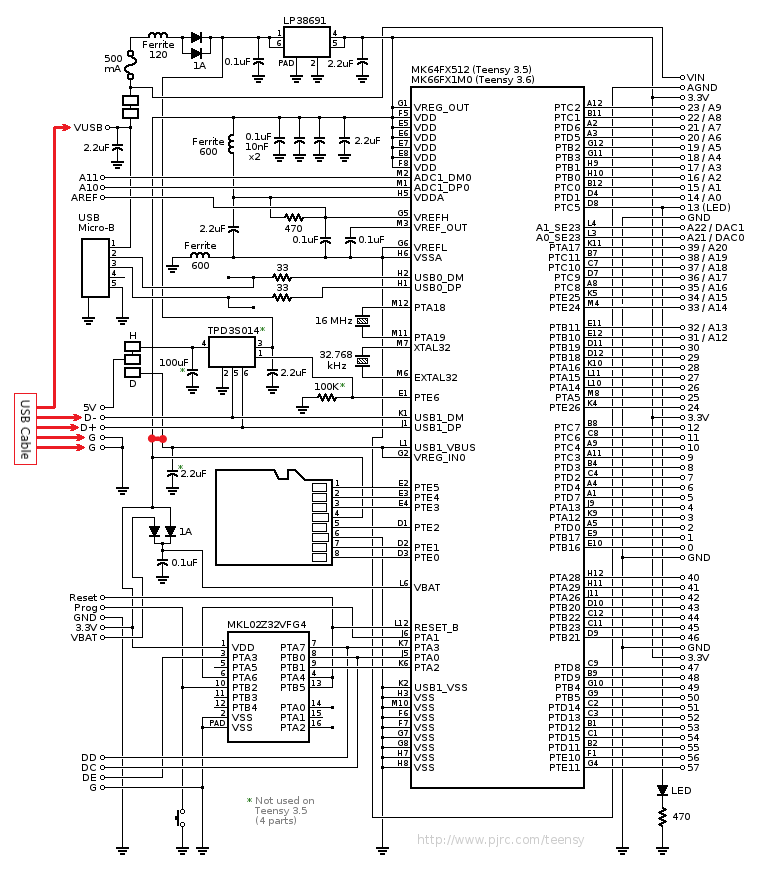 LP38691
Ferrite
120
500
mA
1A
0.1uF
1
6
PAD
2
4
5
2.2uF
MK64FX512 (Teensy 3.5)
MK66FX1M0 (Teensy 3.6)
VUSB
2.2uF
Ferrite
600
0.1uF
10nF
x2
2.2uF
A11
A10
AREF
470
2.2uF
0.1uF
0.1uF
Ferrite
600
USB
Micro-B
1
2
3
4
5
33
33
16 MHz
32.768
kHz
H
D
TPD3S014*
4
3
1
2 5 6
100uF
*
2.2uF
100K*
USB Cable
5V
D-
D+
G
G
*
2.2uF
1
2
3
4
5
6
7
8
1A
0.1uF
Reset
Prog
GND
3.3V
VBAT
MKL02Z32VFG4
1 VDD
3 PTA3
5 PTA5
6 PTA6
10 PTB2
11 PTB3
12 PTB4
2 VSS
PAD VSS
PTA7 7
PTB0 8
PTB1 9
PTA4 4
PTB5 13
PTA0 14
PTA1 15
PTA2 16
DD
DC
DE
G
* Not used on
Teensy 3.5
(4 parts)
G1 VREG_OUT
F5 VDD
E5 VDD
E6 VDD
E7 VDD
E8 VDD
F8 VDD
M2 ADC1_DM0
M1 ADC1_DP0
H5 VDDA
G5 VREFH
M3 VREF_OUT
G6 VREFL
H6 VSSA
H2 USB0_DM
H1 USB0_DP
M12 PTA18
M11 PTA19
M7 XTAL32
M6 EXTAL32
E1 PTE6
K1 USB1_DM
J1 USB1_DP
L1 USB1_VBUS
G2 VREG_IN0
E2 PTE5
E3 PTE4
E4 PTE3
D1 PTE2
D2 PTE1
D3 PTE0
L6 VBAT
L12 RESET_B
J6 PTA1
K7 PTA3
J5 PTA0
K6 PTA2
K2 USB1_VSS
H3 VSS
M10 VSS
F6 VSS
F7 VSS
G7 VSS
G8 VSS
H7 VSS
H8 VSS
VIN
AGND
3.3V
PTC2 A12 23 / A9
PTC1 B11 22 / A8
PTD6 A2 21 / A7
PTD5 A3 20 / A6
PTB2 G12 19 / A5
PTB3 G11 18 / A4
PTB1 H9 17 / A3
PTB0 H10 16 / A2
PTC0 B12 15 / A1
PTD1 D4 14 / A0
PTC5 D8 13 (LED)
GND
A1_SE23 L4 A22 / DAC1
A0_SE23 L3 A21 / DAC0
PTA17 K11 39 / A20
PTC11 B7 38 / A19
PTC10 C7 37 / A18
PTC9 D7 36 / A17
PTC8 A8 35 / A16
PTE25 K5 34 / A15
PTE24 M4 33 / A14
PTB11 E11 32 / A13
PTB10 E12 31 / A12
PTB19 D11 30
PTB18 D12 29
PTA16 K10 28
PTA15 L11 27
PTA14 L10 26
PTA5 M8 25
PTE26 K4 24
3.3V
PTC7 B8 12
PTC6 C8 11
PTC4 A9 10
PTC3 A11 9
PTD3 B4 8
PTD2 C4 7
PTD4 A4 6
PTD7 A1 5
PTA13 J9 4
PTA12 K9 3
PTD0 A5 2
PTB17 E9 1
PTB16 E10 0
GND
PTA28 H12 40
PTA29 H11 41
PTA26 J11 42
PTB20 D10 43
PTB22 C12 44
PTB23 C11 45
PTB21 D9 46
GND
3.3V
PTD8 C9 47
PTD9 B9 48
PTB4 G10 49
PTB5 G9 50
PTD14 C2 51
PTD13 C3 52
PTD12 B1 53
PTD15 C1 54
PTD11 B2 55
PTE10 F1 56
PTE11 G4 57
LED
470
http://www.pjrc.com/teensy